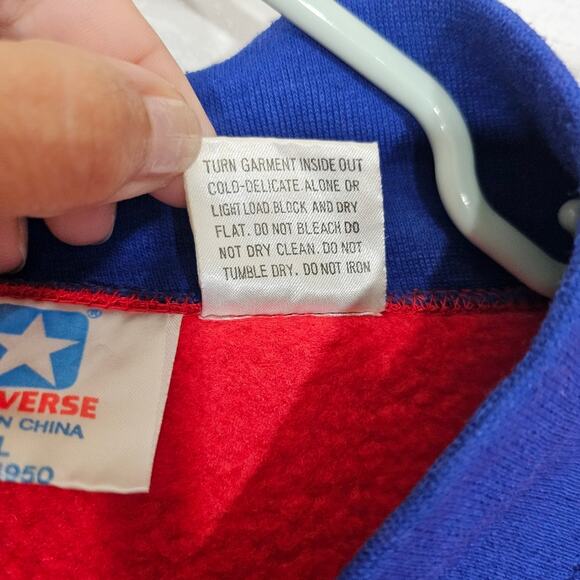 TURN GARMENT INSIDE OUT
COLD-DELICATE.ALONE OR
LIGHT LOAD.BLOCK AND DRY
FLAT. DO NOT BLEACH DO
NOT DRY CLEAN. DO NOT
TUMBLE DRY. DO NOT IRON
®
VERSE
N CHINA
L
950